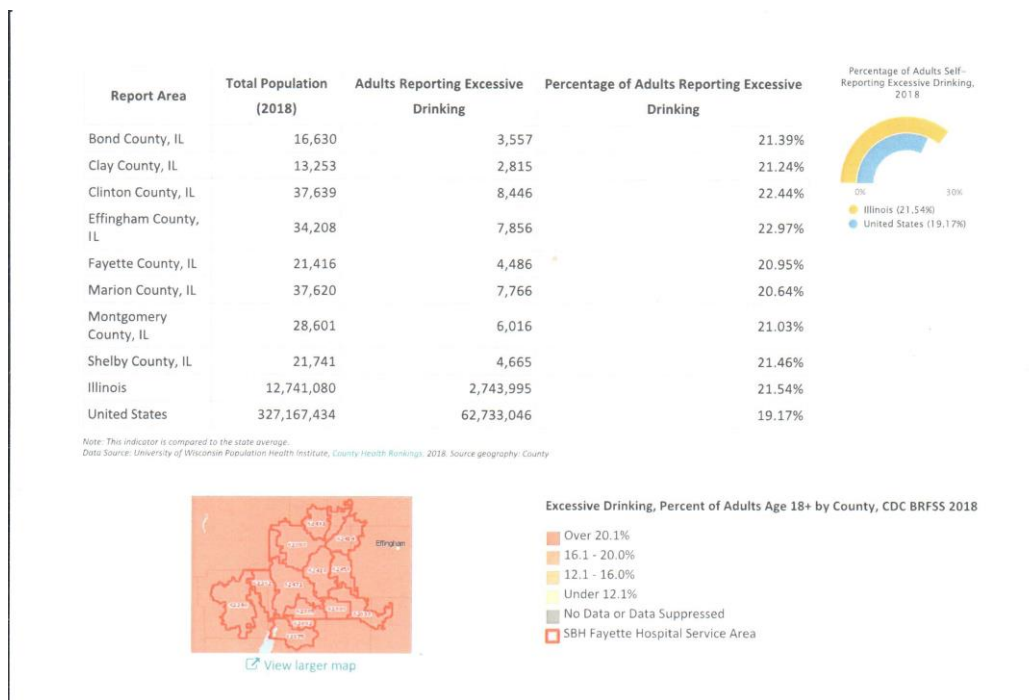 Report Area Total Population (2018) Adults Reporting Excessive Drinking Percentage of Adults Reporting Excessive Drinking
Bond County, IL 16,630 3,557 21.39%
Clay County, IL 13,253 2,815 21.24%
Clinton County, IL 37,639 8,446 22.44%
Effingham County, IL 34,208 7,856 22.97%
Fayette County, IL 21,416 4,486 20.95%
Marion County, IL 37,620 7,766 20.64%
Montgomery County, IL 28,601 6,016 21.03%
Shelby County, IL 21,741 4,665 21.46%
Illinois 12,741,080 2,743,995 21.54%
United States 327,167,434 62,733,046 19.17%
Note: This indicator is compared to the state average.
Data Source: University of Wisconsin Population Health Institute, County Health Rankings. 2018. Source geography: County
Percentage of Adults Self-
Reporting Excessive Drinking,
2018
0% 30%
Illinois (21.54%)
United States (19.17%)
Effingham
View larger map
Excessive Drinking, Percent of Adults Age 18+ by County, CDC BRFSS 2018
Over 20.1%
16.1 - 20.0%
12.1 - 16.0%
Under 12.1%
No Data or Data Suppressed
SBH Fayette Hospital Service Area